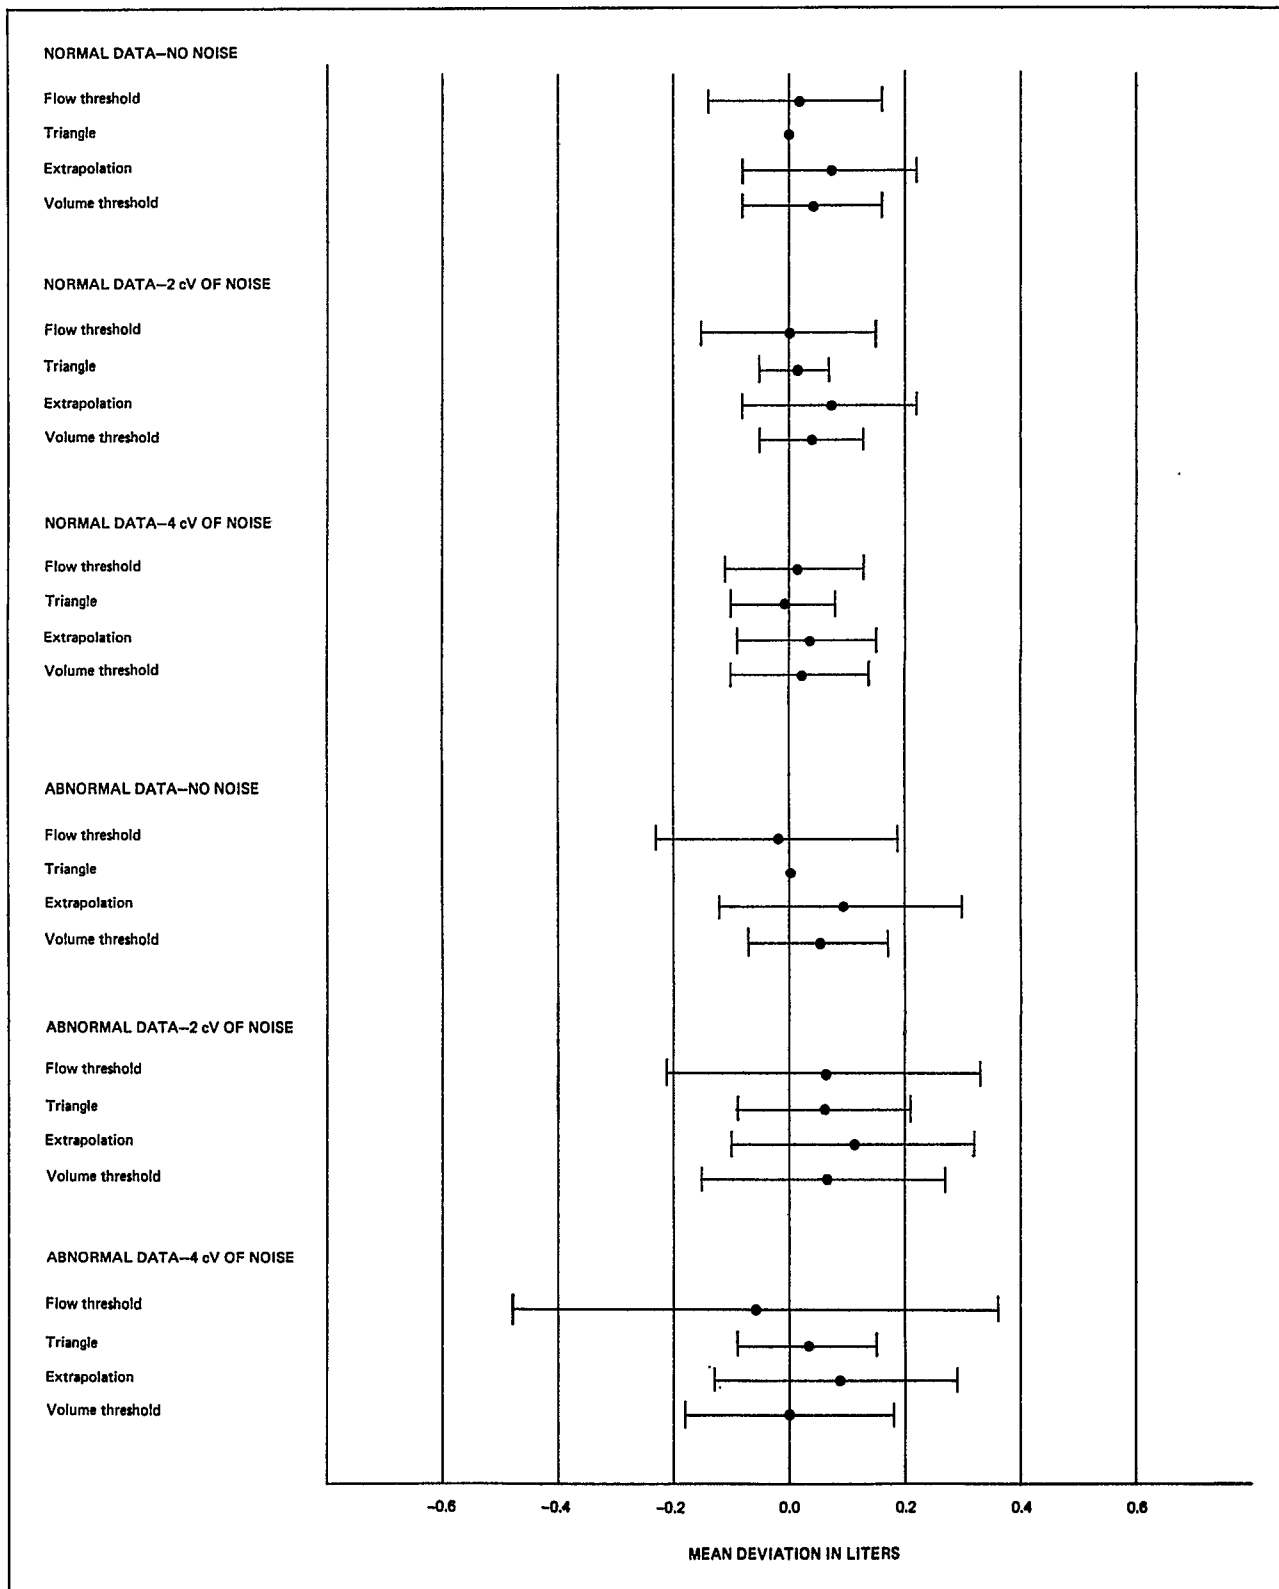 NORMAL DATA—NO NOISE
Flow threshold
Triangle
Extrapolation
Volume threshold
NORMAL DATA—2 cV OF NOISE
Flow threshold
Triangle
Extrapolation
Volume threshold
NORMAL DATA—4 cV OF NOISE
Flow threshold
Triangle
Extrapolation
Volume threshold
ABNORMAL DATA—NO NOISE
Flow threshold
Triangle
Extrapolation
Volume threshold
ABNORMAL DATA—2 cV OF NOISE
Flow threshold
Triangle
Extrapolation
Volume threshold
ABNORMAL DATA—4 cV OF NOISE
Flow threshold
Triangle
Extrapolation
Volume threshold
−0.6 −0.4 −0.2 0.0 0.2 0.4 0.6
MEAN DEVIATION IN LITERS